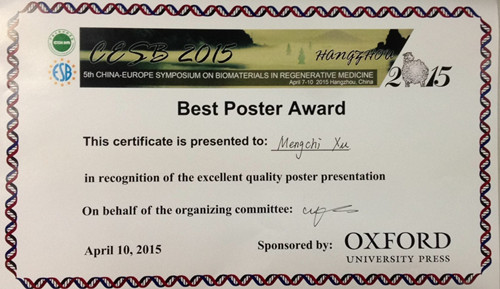 CESB 2015
HANGZHOU
2015
ESB
5th CHINA-EUROPE SYMPOSIUM ON BIOMATERIALS IN REGENERATIVE MEDICINE
April 7-10 2015 Hangzhou, China
Best Poster Award
This certificate is presented to: Mengchi Xu
in recognition of the excellent quality poster presentation
On behalf of the organizing committee:
April 10, 2015
Sponsored by: OXFORD
UNIVERSITY PRESS